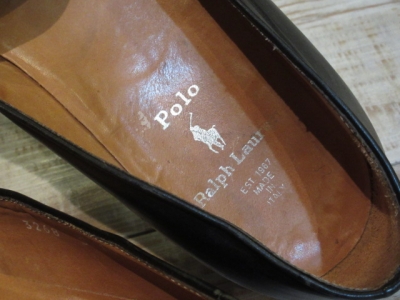 Polo
Ralph Lauren
EST. 1967
MADE
IN
ITALY